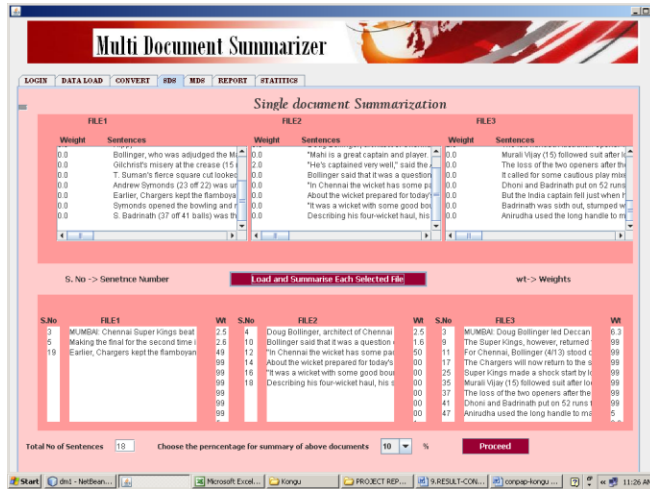 Multi Document Summarizer
LOGIN DATA LOAD CONVERT SDS MDS REPORT STATITICS
Single document Summarization
FILE1 FILE2 FILE3
Weight Sentences Weight Sentences Weight Sentences
0.0 Bollinger, who was adjudged the 0.0 "Mahi is a great captain and player. 0.0 Murali Vijay (15) followed suit after
0.0 Gilchrist's misery at the crease (15 2.0 "He's captained very well," said the 0.0 The loss of the two openers after the
0.0 T. Suman's fierce square cut looked 0.0 Bollinger said that it was a question 0.0 It called for some cautious play
0.0 Andrew Symonds (23 off 22) was 0.0 "In Chennai the wicket has some 0.0 Dhoni and Badrinath put on 52 runs
0.0 Earlier, Chargers kept the flamboyan 0.0 About the wicket prepared for today' 0.0 But the India captain fell just when
0.0 Symonds opened the bowling and 0.0 "It was a wicket with some good 0.0 Badrinath was sixth out, stumped
0.0 S. Badrinath (37 off 41 balls) was 0.0 Describing his four-wicket haul, his 0.0 Anirudha used the long handle to
S. No -> Senetnce Number Load and Summarise Each Selected File wt-> Weights
S.No FILE1 Wt S.No FILE2 Wt S.No FILE3 Wt
3 MUMBAI: Chennai Super Kings beat 2.5 4 Doug Bollinger, architect of Chennai 2.5 3 MUMBAI: Doug Bollinger led Deccan 6.3
5 Making the final for the second time 2.6 10 Bollinger said that it was a question 1.6 9 The Super Kings, however, returned 99
19 Earlier, Chargers kept the flamboyan 49 12 "In Chennai the wicket has some 50 11 For Chennai, Bollinger (4/13) stood 99
99 14 About the wicket prepared for today's 00 17 The Chargers will now return to the 99
99 16 "It was a wicket with some good 00 25 Super Kings made a shock start by 99
99 18 Describing his four-wicket haul, his 00 35 Murali Vijay (15) followed suit after 99
99 00 37 The loss of the two openers after the 99
99 00 41 Dhoni and Badrinath put on 52 runs 99
00 47 Anirudha used the long handle to 5
Total No of Sentences 18 Choose the perncentage for summary of above documents 10 % Proceed
Start dm1 - NetBean... Microsoft Excel... Kongu PROJECT REP... 9.RESULT-CON... conpap-kongu ... 11:26 AM